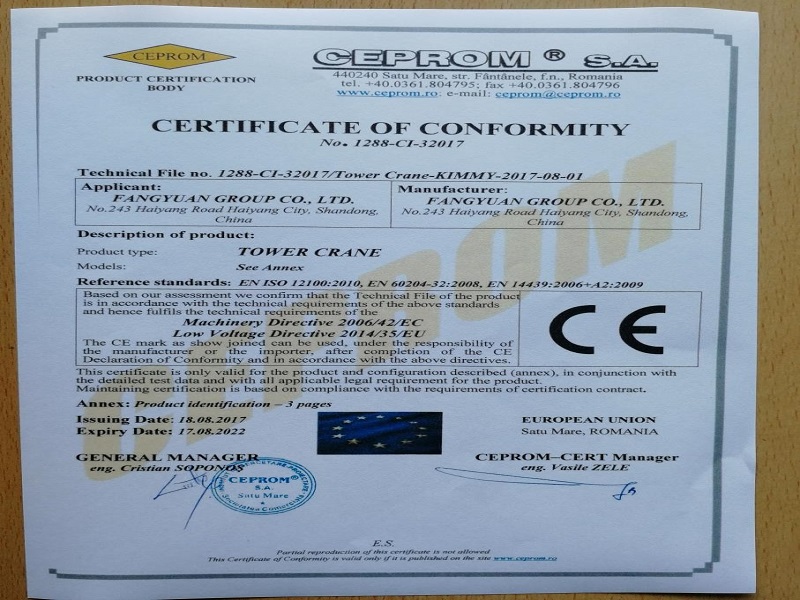 CEPROM
PRODUCT CERTIFICATION
BODY
CEPROM ® S.A.
440240 Satu Mare, str. Fântânele, f.n., Romania
tel. +40.0361.804795; fax +40.0361.804796
www.ceprom.ro; e-mail: ceprom@ceprom.ro
CERTIFICATE OF CONFORMITY
No. 1288-CI-32017
Technical File no. 1288-CI-32017/Tower Crane-KIMMY-2017-08-01
Applicant:
FANGYUAN GROUP CO., LTD.
No.243 Haiyang Road Haiyang City, Shandong,
China
Manufacturer:
FANGYUAN GROUP CO., LTD.
No.243 Haiyang Road Haiyang City, Shandong,
China
Description of product:
Product type: TOWER CRANE
Models: See Annex
Reference standards: EN ISO 12100:2010, EN 60204-32:2008, EN 14439:2006+A2:2009
Based on our assessment we confirm that the Technical File of the product
is in accordance with the technical requirements of the above standards
and hence fulfils the technical requirements of the
Machinery Directive 2006/42/EC
Low Voltage Directive 2014/35/EU
The CE mark as show joined can be used, under the responsibility of
the manufacturer or the importer, after completion of the CE
Declaration of Conformity and in accordance with the above directives.
CE
This certificate is only valid for the product and configuration described (annex), in conjunction with
the detailed test data and with all applicable legal requirement for the product.
Maintaining certification is based on compliance with the requirements of certification contract.
Annex: Product identification – 3 pages
Issuing Date: 18.08.2017
Expiry Date: 17.08.2022
EUROPEAN UNION
Satu Mare, ROMANIA
GENERAL MANAGER
eng. Cristian SOPONOS
CEPROM–CERT Manager
eng. Vasile ZELE
CEPROM®
S.A.
Satu Mare
E.S.
Partial reproduction of this certificate is not allowed
This Certificate of Conformity is valid only if it is published on the site www.ceprom.ro
CEPROM